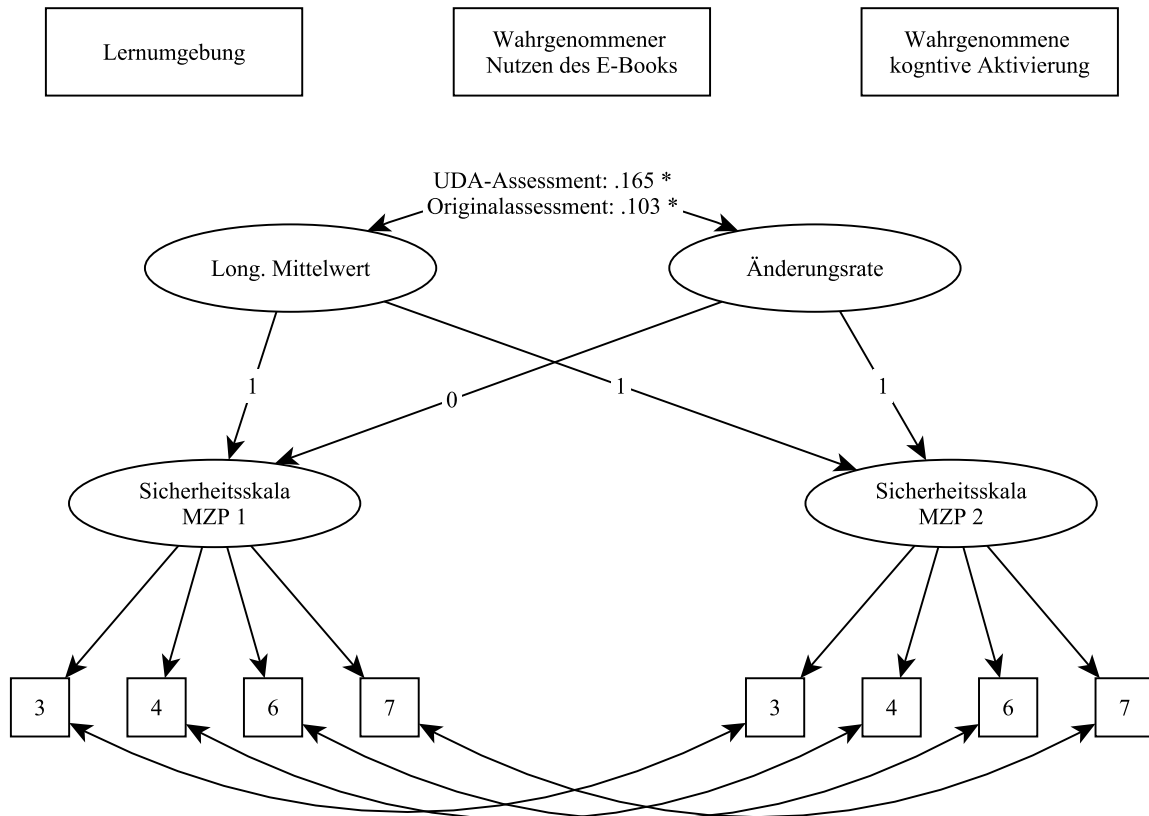 Lernumgebung
Wahrgenommener
Nutzen des E-Books
Wahrgenommene
kogntive Aktivierung
UDA-Assessment: .165 *
Originalassessment: .103 *
Long. Mittelwert
Änderungsrate
1
0
1
1
Sicherheitsskala
MZP 1
Sicherheitsskala
MZP 2
3
4
6
7
3
4
6
7